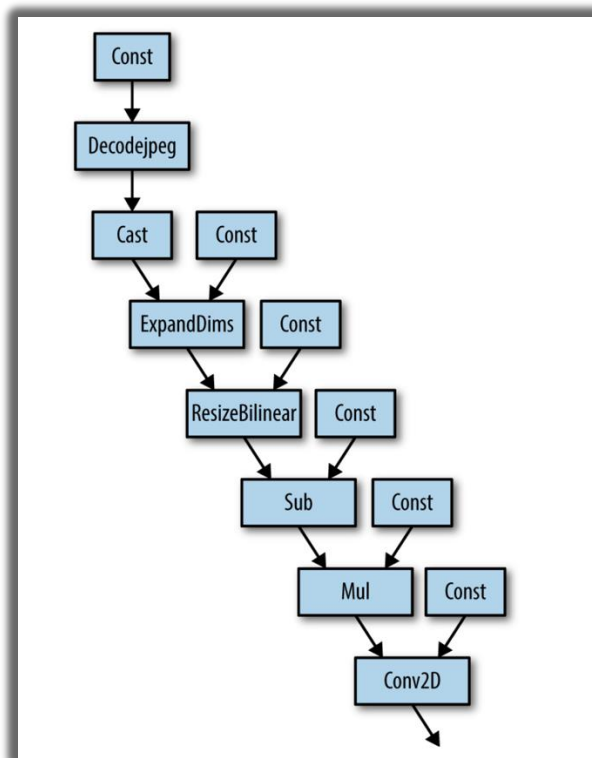 Const
Decodejpeg
Cast Const
ExpandDims Const
ResizeBilinear Const
Sub Const
Mul Const
Conv2D